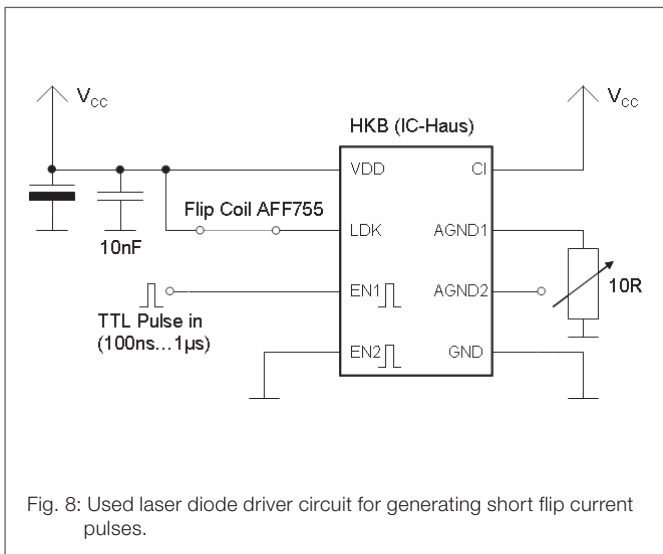 V_CC
V_CC
HKB (IC-Haus)
VDD
CI
Flip Coil AFF755
10nF
LDK
AGND1
EN1
AGND2
10R
TTL Pulse in
(100ns...1µs)
EN2
GND
Fig. 8: Used laser diode driver circuit for generating short flip current
pulses.